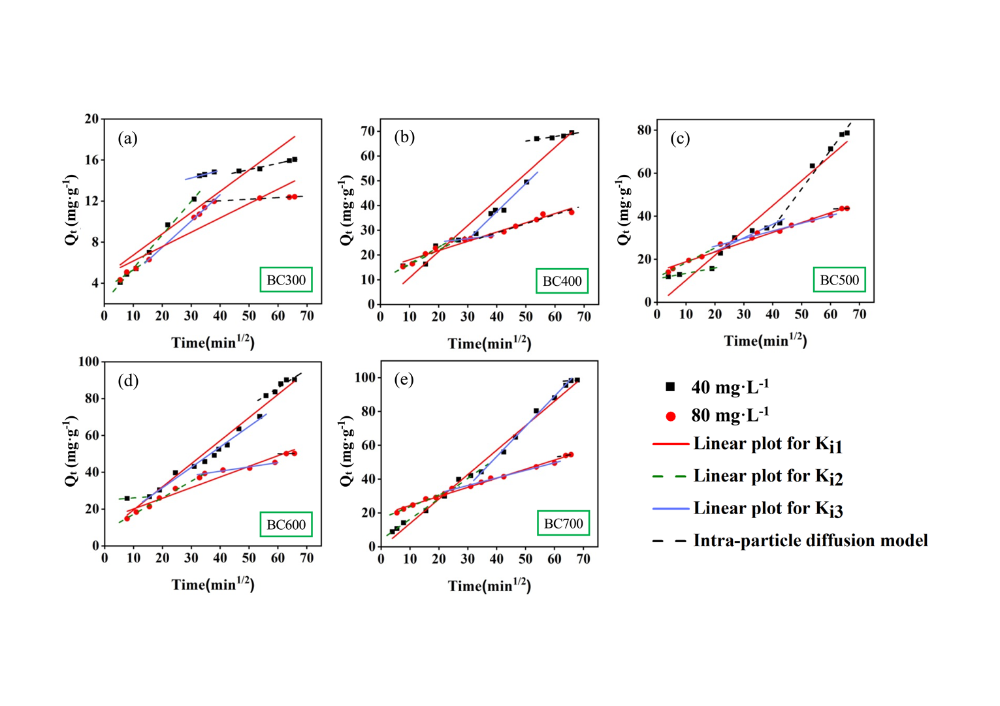 (a)
Qt (mg·g-1)
20
16
12
8
4
BC300
0 10 20 30 40 50 60 70
Time(min1/2)
(b)
Qt (mg·g-1)
70
60
50
40
30
20
10
0
BC400
0 10 20 30 40 50 60 70
Time(min1/2)
(c)
Qt (mg·g-1)
80
60
40
20
0
BC500
0 10 20 30 40 50 60 70
Time(min1/2)
(d)
Qt (mg·g-1)
100
80
60
40
20
0
BC600
0 10 20 30 40 50 60 70
Time(min1/2)
(e)
Qt (mg·g-1)
100
80
60
40
20
0
BC700
0 10 20 30 40 50 60 70
Time(min1/2)
40 mg·L-1
80 mg·L-1
Linear plot for Ki1
Linear plot for Ki2
Linear plot for Ki3
Intra-particle diffusion model